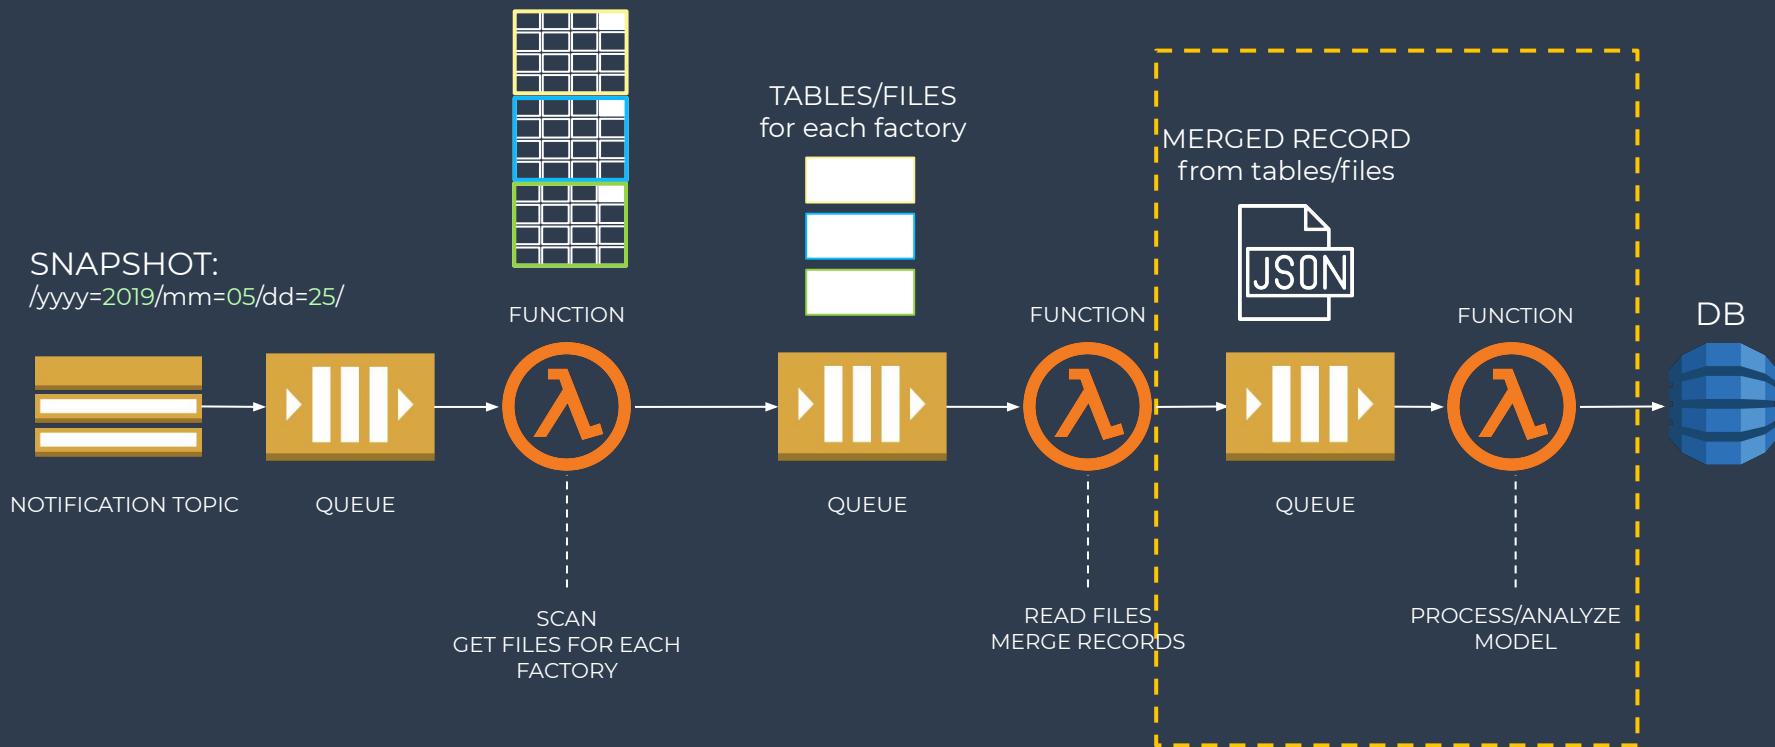 TABLES/FILES
for each factory
MERGED RECORD
from tables/files
SNAPSHOT:
/yyyy=2019/mm=05/dd=25/
JSON
FUNCTION
FUNCTION
FUNCTION
DB
NOTIFICATION TOPIC
QUEUE
QUEUE
QUEUE
SCAN
GET FILES FOR EACH
FACTORY
READ FILES
MERGE RECORDS
PROCESS/ANALYZE
MODEL